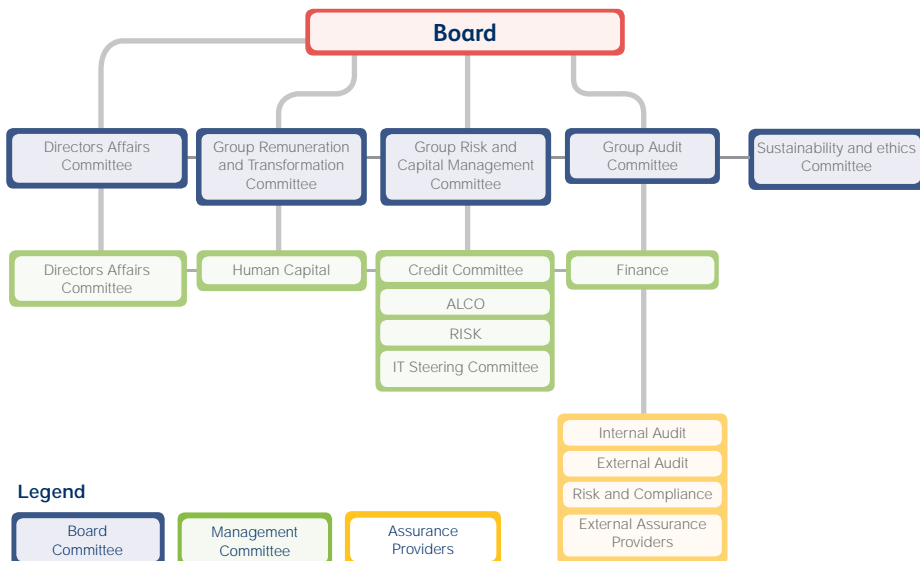 Board
Directors Affairs
Committee
Group Remuneration
and Transformation
Committee
Group Risk and
Capital Management
Committee
Group Audit
Committee
Sustainability and ethics
Committee
Directors Affairs
Committee
Human Capital
Credit Committee
ALCO
RISK
IT Steering Committee
Finance
Internal Audit
External Audit
Risk and Compliance
External Assurance
Providers
Legend
Board
Committee
Management
Committee
Assurance
Providers